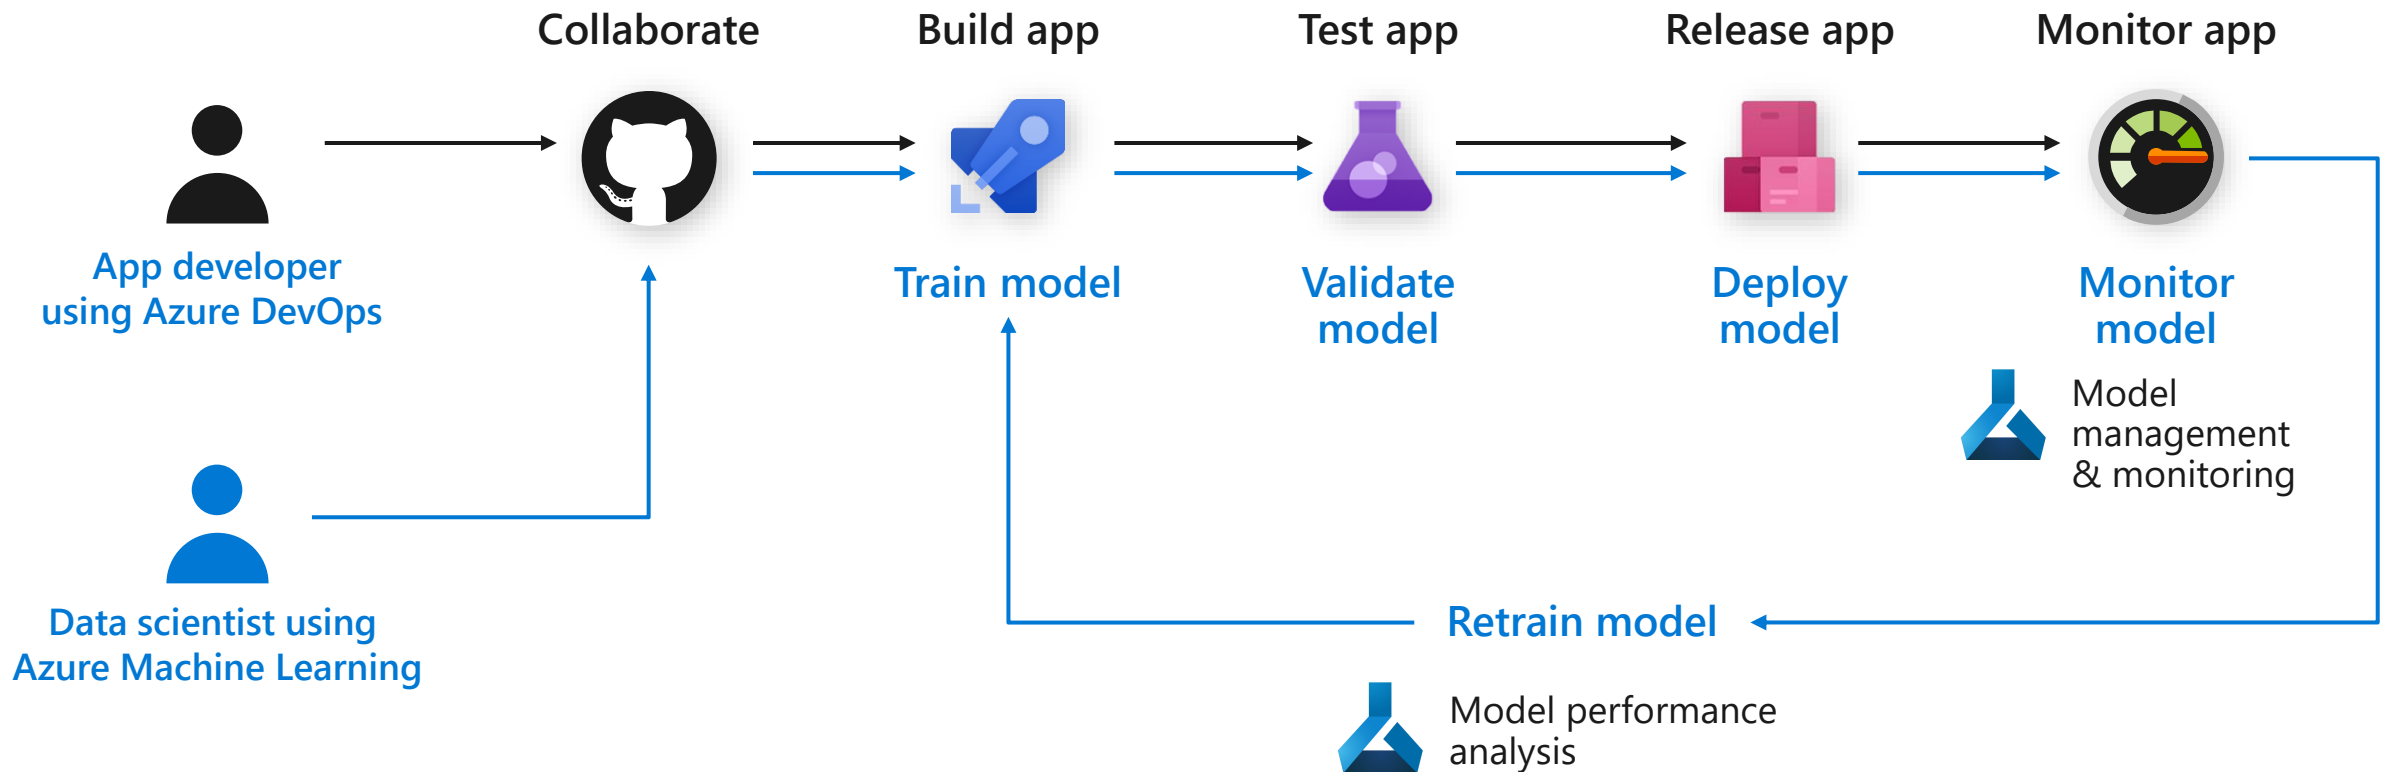 Collaborate
Build app
Test app
Release app
Monitor app
App developer
using Azure DevOps
Train model
Validate
model
Deploy
model
Monitor
model
Model
management
& monitoring
Data scientist using
Azure Machine Learning
Retrain model
Model performance
analysis